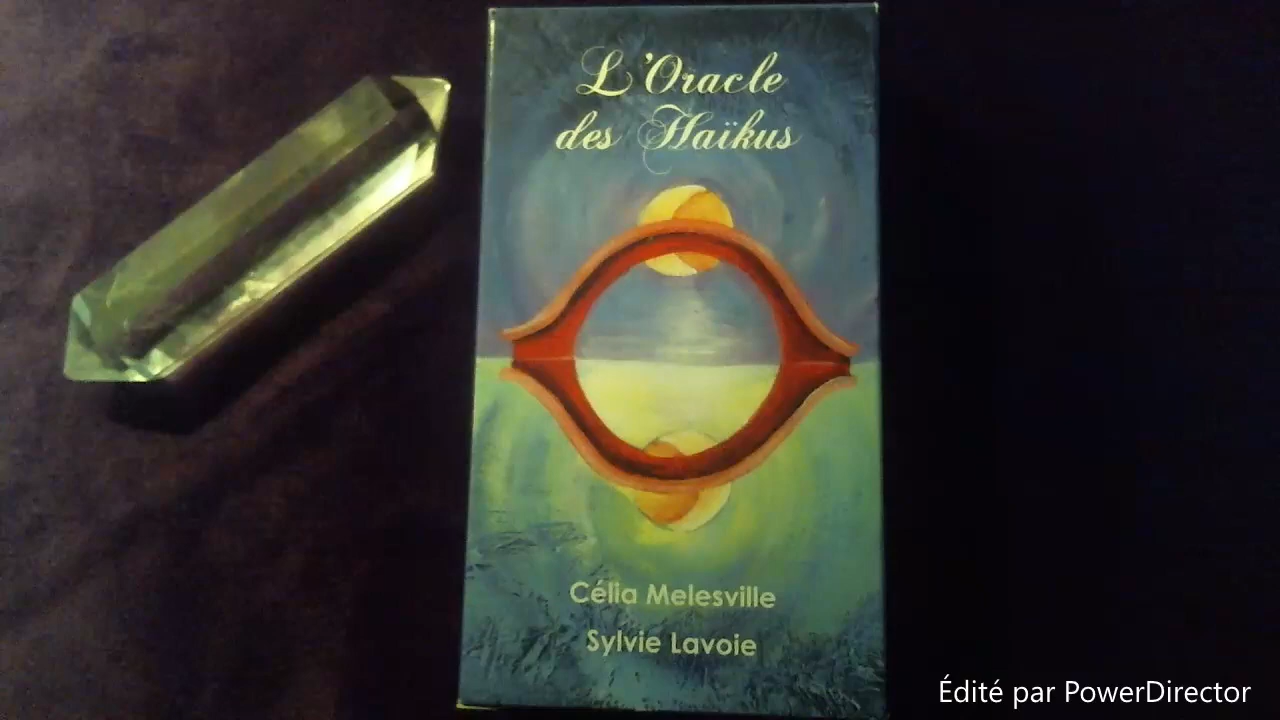 L'Oracle
des Haïkus
Célia Melesville
Sylvie Lavoie
Édité par PowerDirector